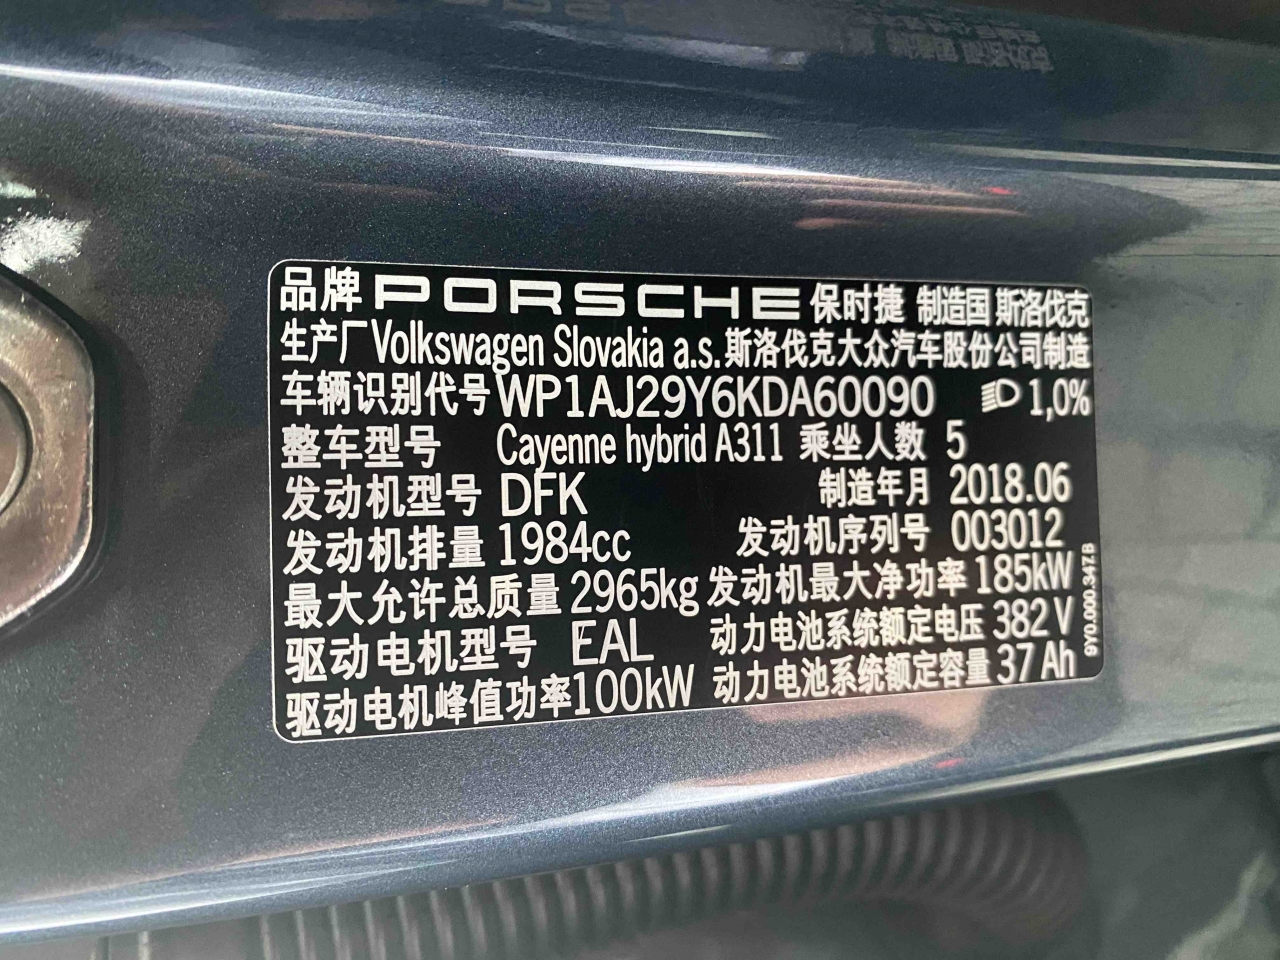 品牌 PORSCHE 保时捷 制造国 斯洛伐克
生产厂 Volkswagen Slovakia a.s. 斯洛伐克大众汽车股份公司制造
车辆识别代号 WP1AJ29Y6KDA60090 1,0%
整车型号 Cayenne hybrid A311 乘坐人数 5
发动机型号 DFK 制造年月 2018.06
发动机排量 1984cc 发动机序列号 003012
最大允许总质量 2965kg 发动机最大净功率 185kW
驱动电机型号 EAL 动力电池系统额定电压 382 V
驱动电机峰值功率 100kW 动力电池系统额定容量 37 Ah
9Y0.000.347.B